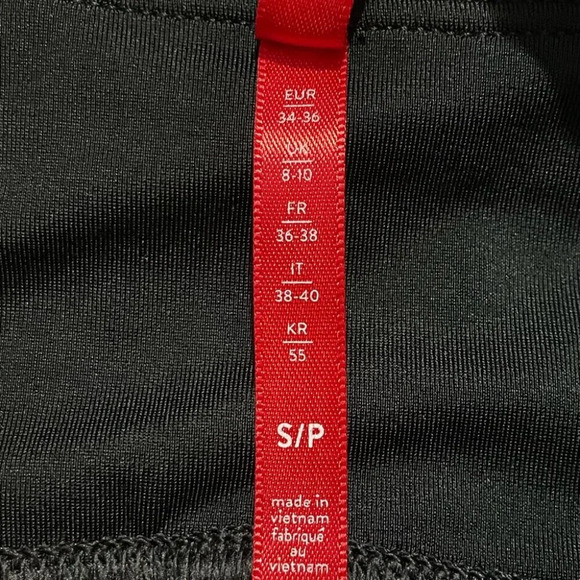 EUR
34-36
UK
8-10
FR
36-38
IT
38-40
KR
55
S/P
made in
vietnam
fabriqué
au
vietnam